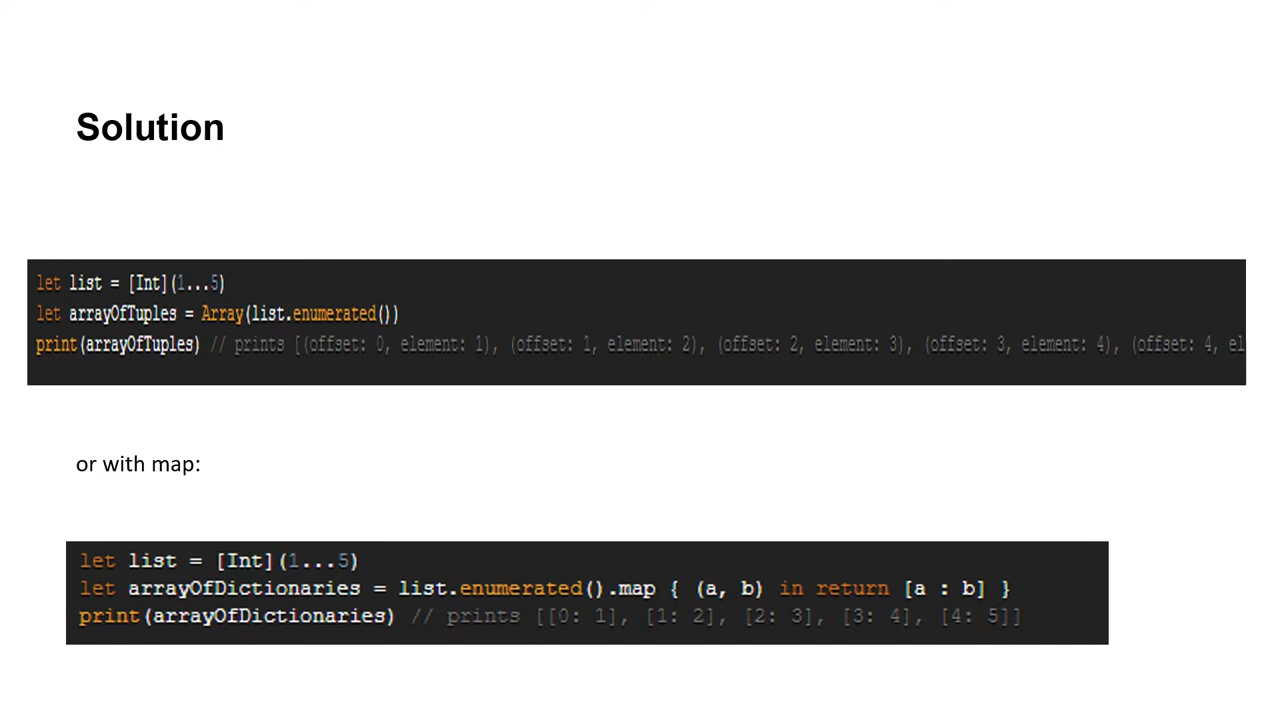 Solution
let list = [Int](1...5)
let arrayOfTuples = Array(list.enumerated())
print(arrayOfTuples) // prints [(offset: 0, element: 1), (offset: 1, element: 2), (offset: 2, element: 3), (offset: 3, element: 4), (offset: 4, el
or with map:
let list = [Int](1...5)
let arrayOfDictionaries = list.enumerated().map { (a, b) in return [a : b] }
print(arrayOfDictionaries) // prints [[0: 1], [1: 2], [2: 3], [3: 4], [4: 5]]